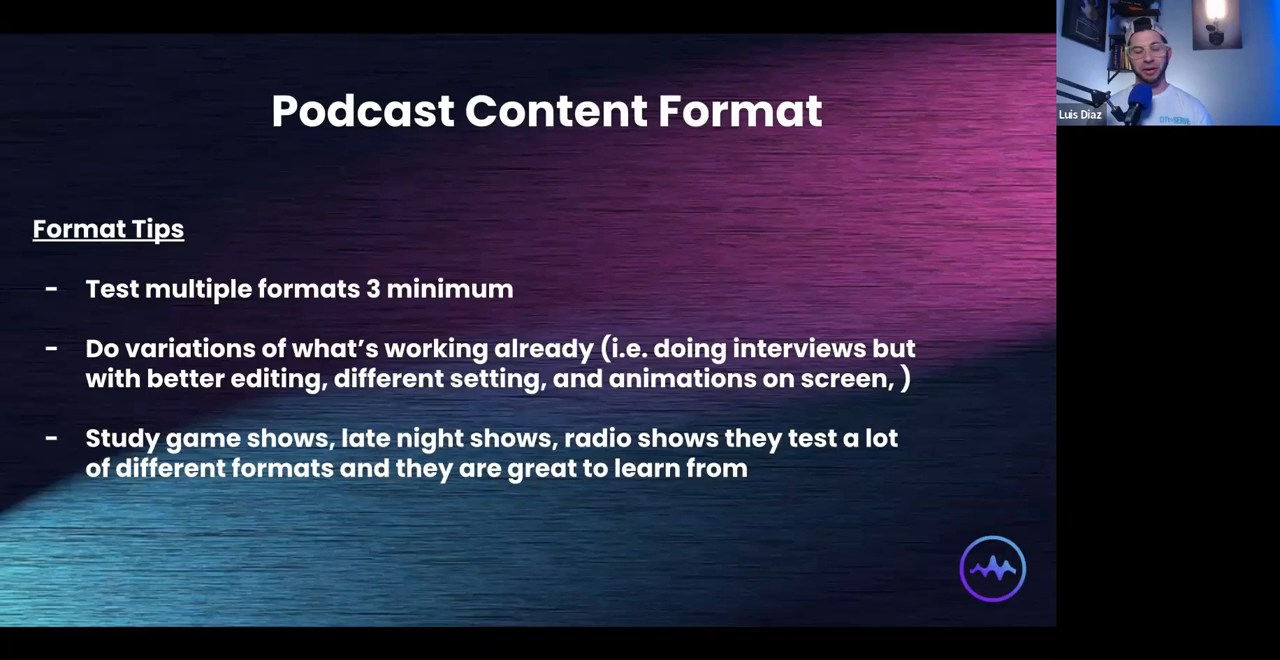 Podcast Content Format
Luis Diaz
Format Tips
- Test multiple formats 3 minimum
- Do variations of what's working already (i.e. doing interviews but
with better editing, different setting, and animations on screen, )
- Study game shows, late night shows, radio shows they test a lot
of different formats and they are great to learn from